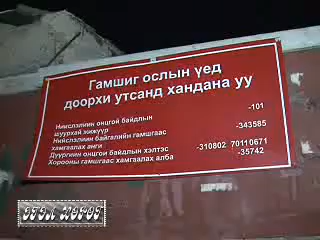 Гамшиг ослын үед
доорхи утсанд хандана уу
Нийслэлийн онцгой байдлын
шуурхай жижүүр -101
Нийслэлийн байгалийн гамшгаас -343585
хамгаалах анги
Дүүргийн онцгой байдлын хэлтэс -310802 70110671
Хорооны гамшгаас хамгаалах алба -35742